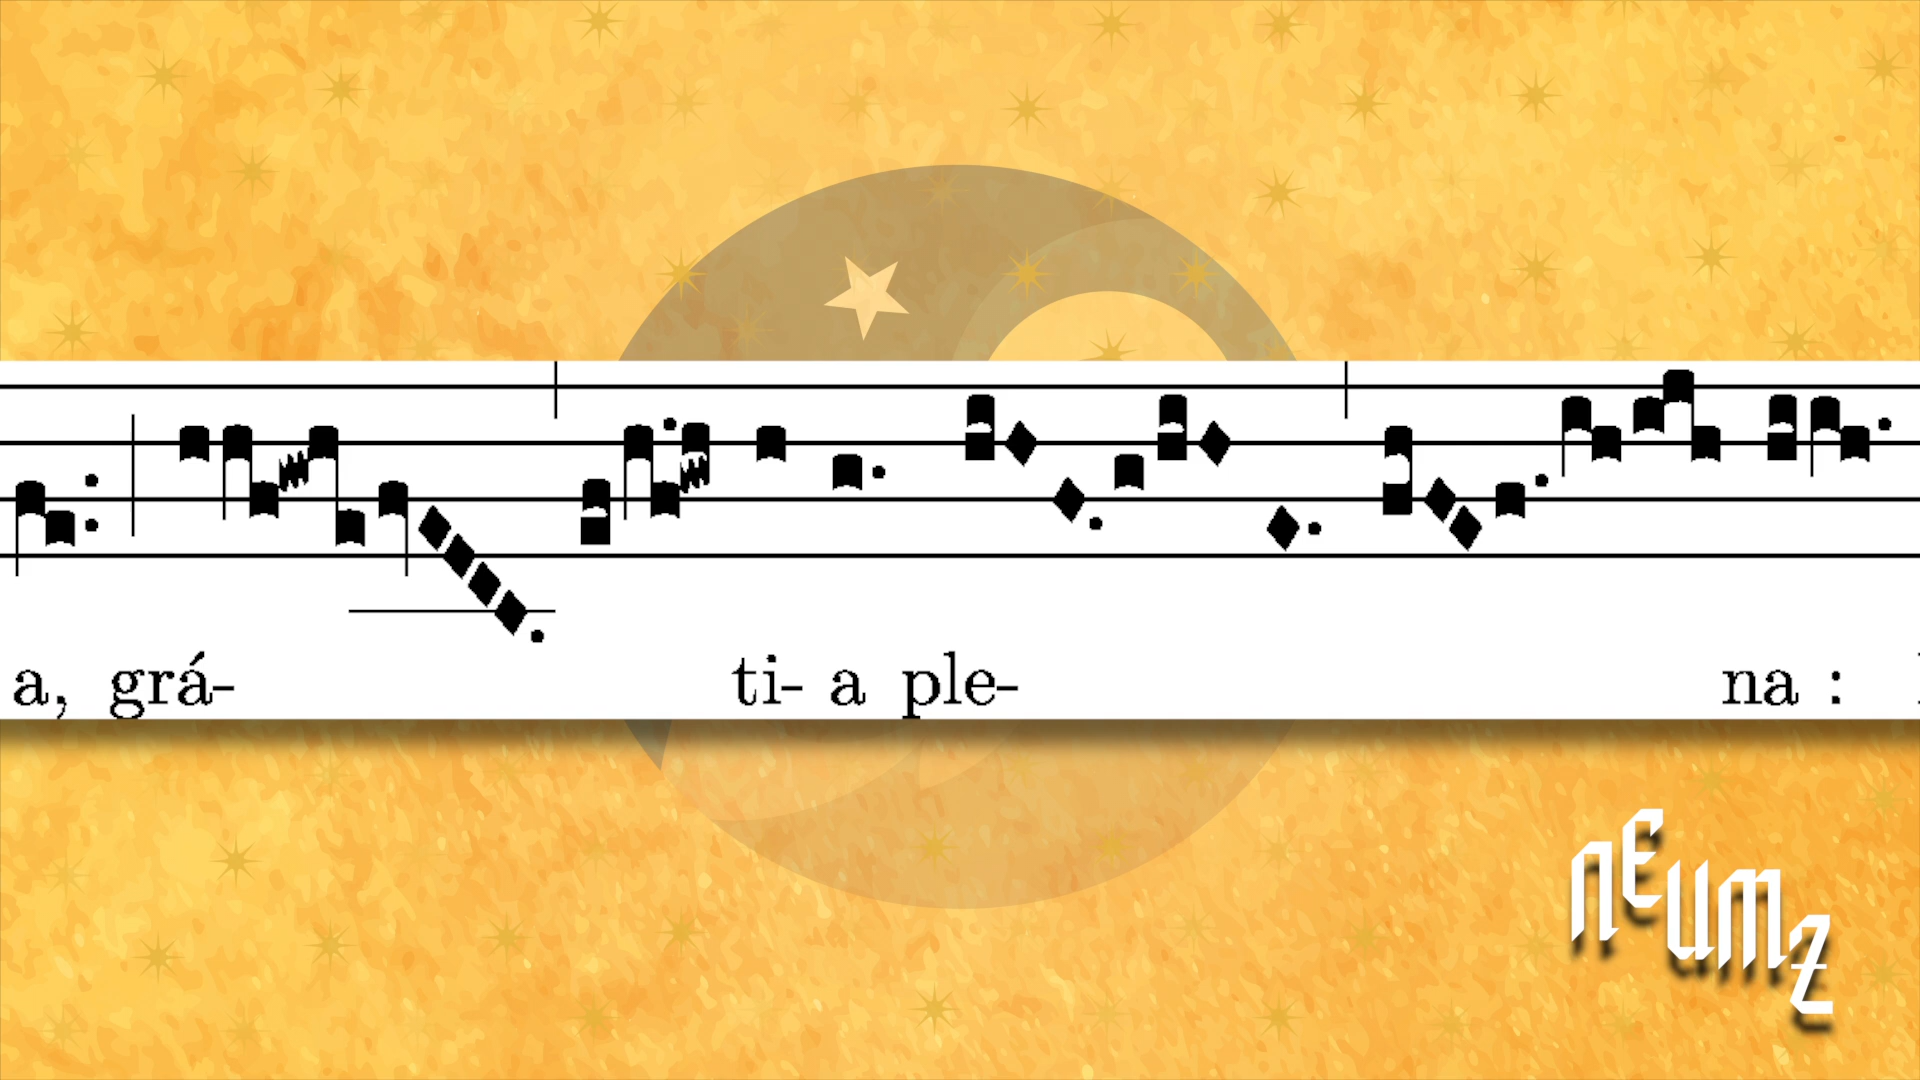 a, grá- ti- a ple- na :
neumz